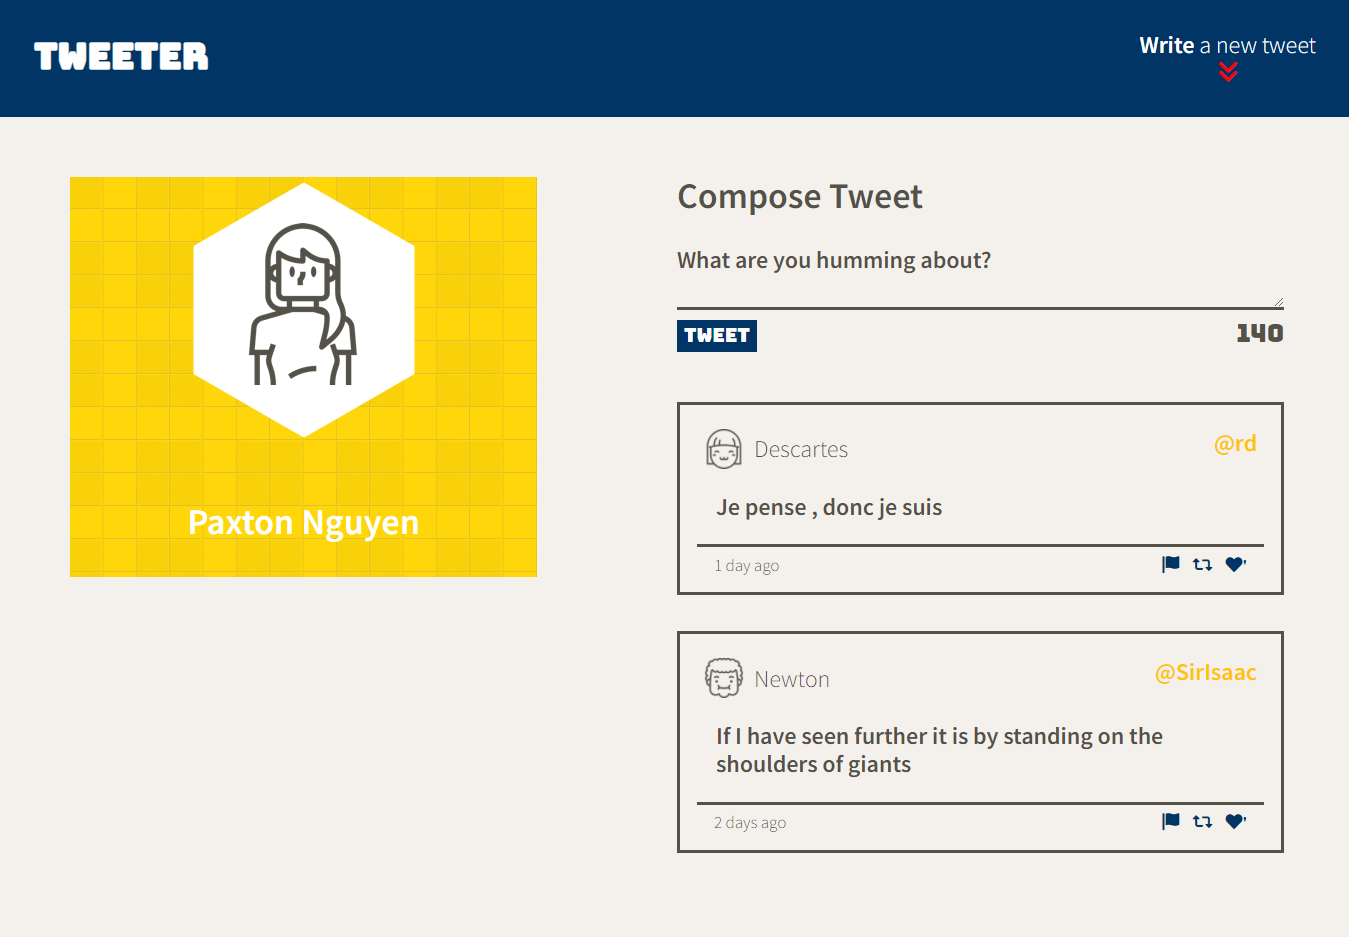 TWEETER
Write a new tweet
Paxton Nguyen
Compose Tweet
What are you humming about?
TWEET
140
Descartes
@rd
Je pense , donc je suis
1 day ago
Newton
@SirIsaac
If I have seen further it is by standing on the
shoulders of giants
2 days ago